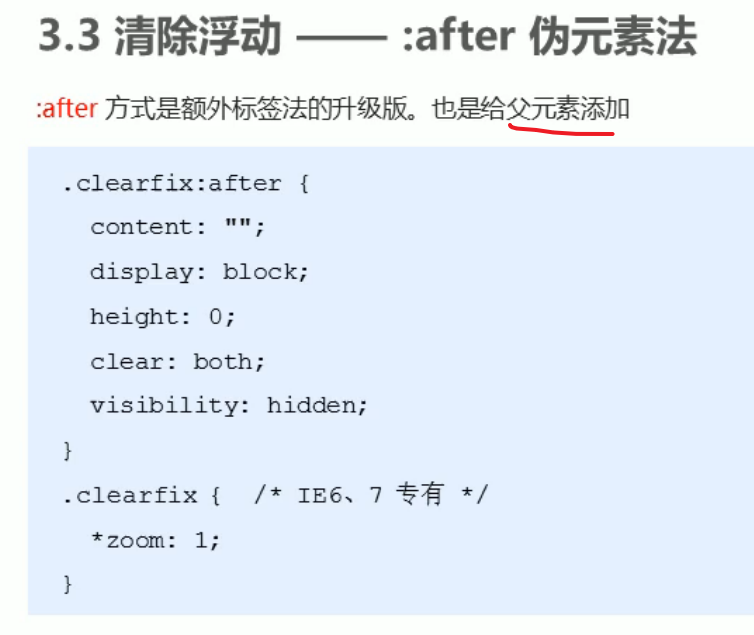 3.3 清除浮动 —— :after 伪元素法
:after 方式是额外标签法的升级版。也是给父元素添加
.clearfix:after {
  content: "";
  display: block;
  height: 0;
  clear: both;
  visibility: hidden;
}
.clearfix {  /* IE6、7 专有 */
  *zoom: 1;
}